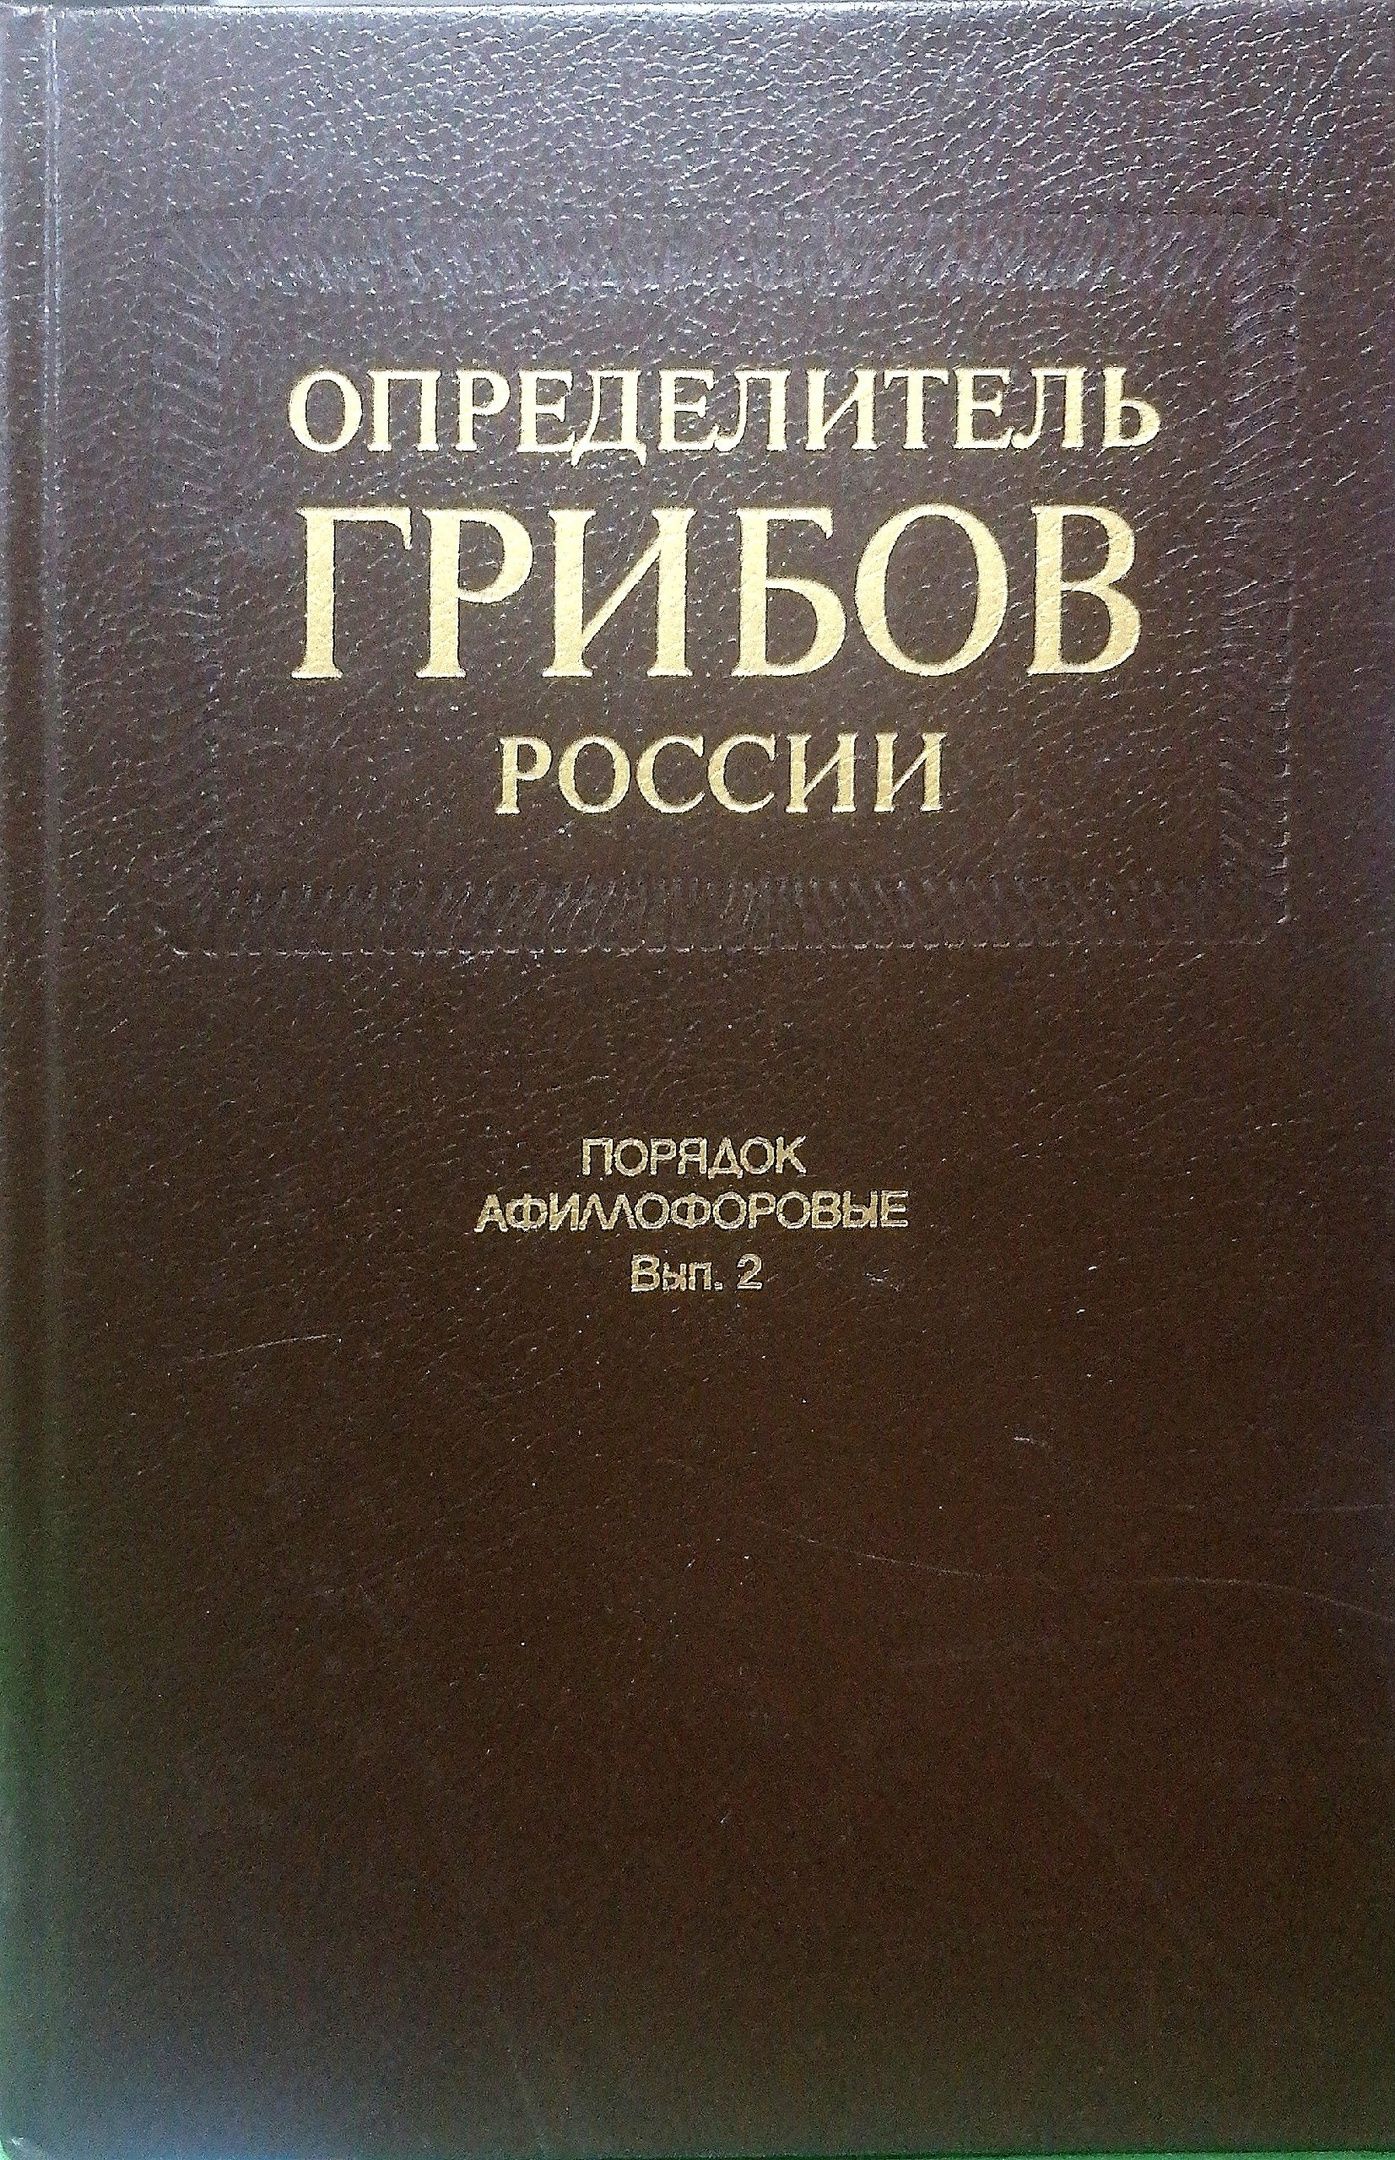 ОПРЕДЕЛИТЕЛЬ
ГРИБОВ
РОССИИ
ПОРЯДОК
АФИЛЛОФОРОВЫЕ
Вып. 2